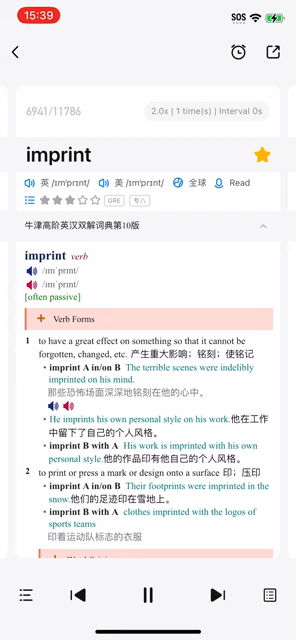 15:39
SOS
6941/11786
2.0x | 1 time(s) | Interval 0s
imprint
英 /ɪmˈprɪnt/ 美 /ɪmˈprɪnt/ 全球 Read
GRE 专八
牛津高阶英汉双解词典第10版
imprint verb
/ɪmˈprɪnt/
/ɪmˈprɪnt/
[often passive]
+ Verb Forms
1 to have a great effect on something so that it cannot be
forgotten, changed, etc. 产生重大影响；铭刻；使铭记
• imprint A in/on B The terrible scenes were indelibly
imprinted on his mind.
那些恐怖场面深深地铭刻在他的心中。
• He imprints his own personal style on his work.他在工作
中留下了自己的个人风格。
• imprint B with A His work is imprinted with his own
personal style.他的作品印有他自己的个人风格。
2 to print or press a mark or design onto a surface 印；压印
• imprint A in/on B Their footprints were imprinted in the
snow.他们的足迹印在雪地上。
• imprint B with A clothes imprinted with the logos of
sports teams
印着运动队标志的衣服